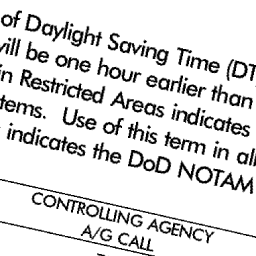 of Daylight Saving Time (DT
will be one hour earlier than
in Restricted Areas indicates
tems. Use of this term in all
indicates the DoD NOTAM
CONTROLLING AGENCY
A/G CALL